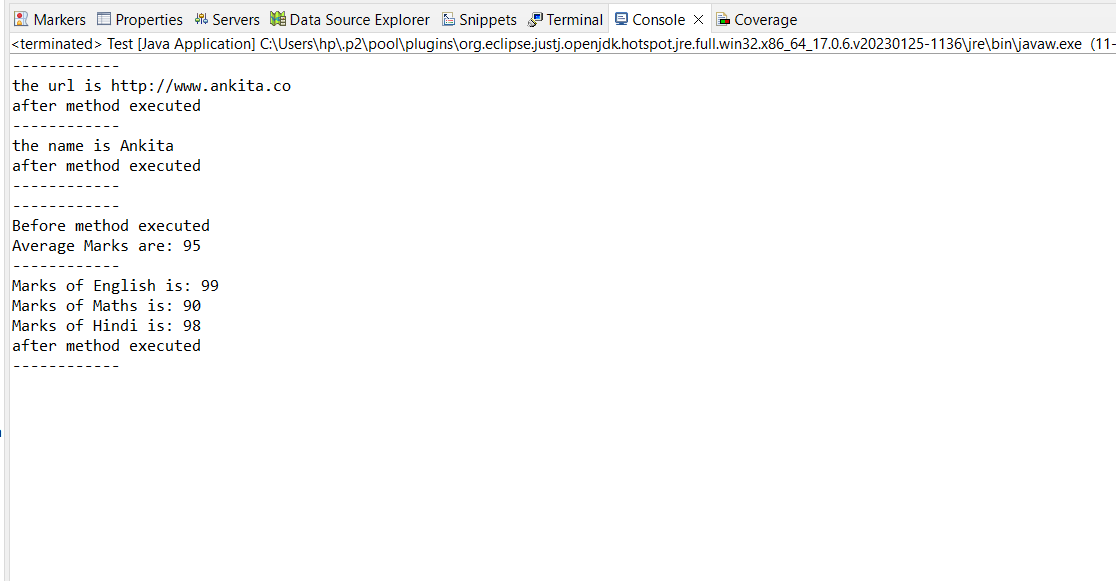 Markers Properties Servers Data Source Explorer Snippets Terminal Console Coverage
<terminated> Test [Java Application] C:\Users\hp\.p2\pool\plugins\org.eclipse.justj.openjdk.hotspot.jre.full.win32.x86_64_17.0.6.v20230125-1136\jre\bin\javaw.exe (11-
------------
the url is http://www.ankita.co
after method executed
------------
the name is Ankita
after method executed
------------
------------
Before method executed
Average Marks are: 95
------------
Marks of English is: 99
Marks of Maths is: 90
Marks of Hindi is: 98
after method executed
------------